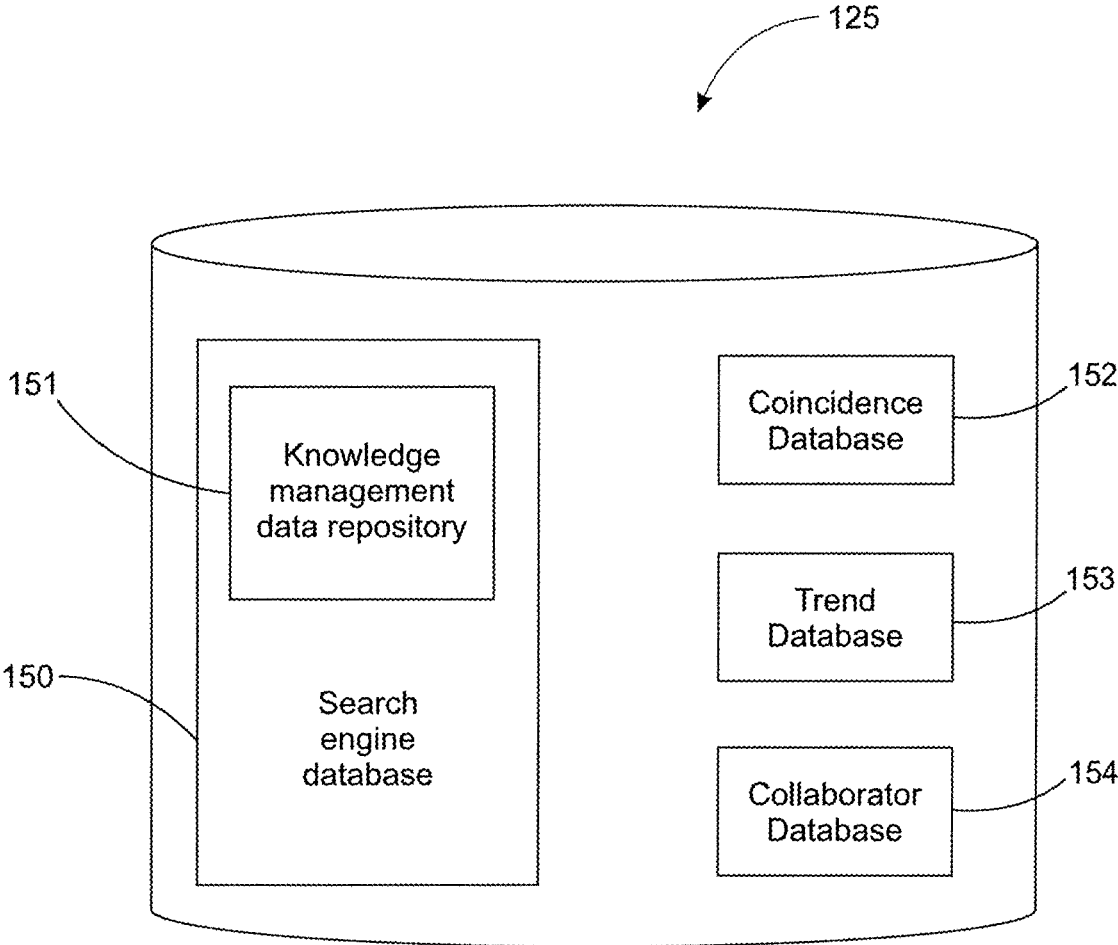 125
151
Knowledge
management
data repository
150
Search
engine
database
Coincidence
Database
152
Trend
Database
153
Collaborator
Database
154